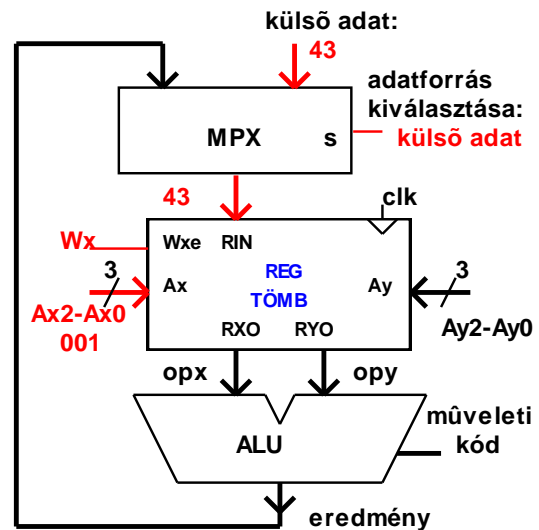 külsõ adat:
43
adatforrás
kiválasztása:
külsõ adat
MPX s
43
clk
Wx
Wxe RIN
3
REG
TÖMB
3
Ax
Ay
Ax2-Ax0
001
Ay2-Ay0
RXO RYO
opx opy
ALU
mûveleti
kód
eredmény